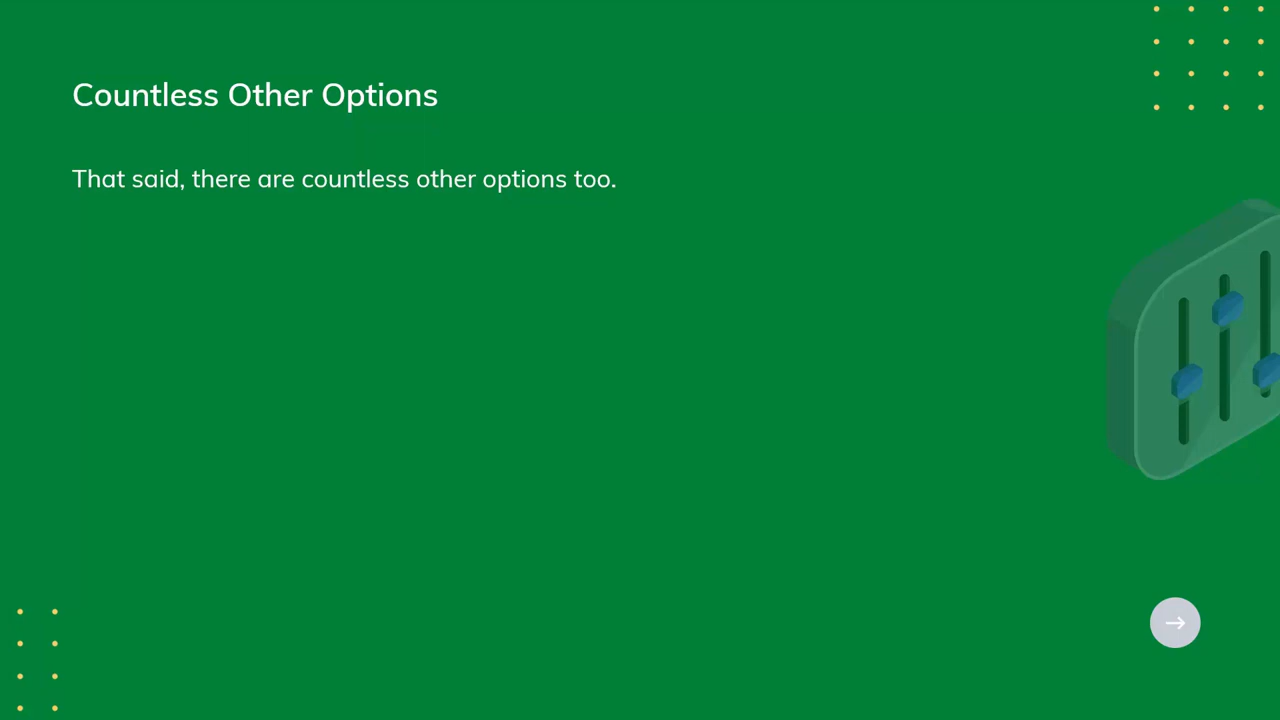 Countless Other Options
That said, there are countless other options too.